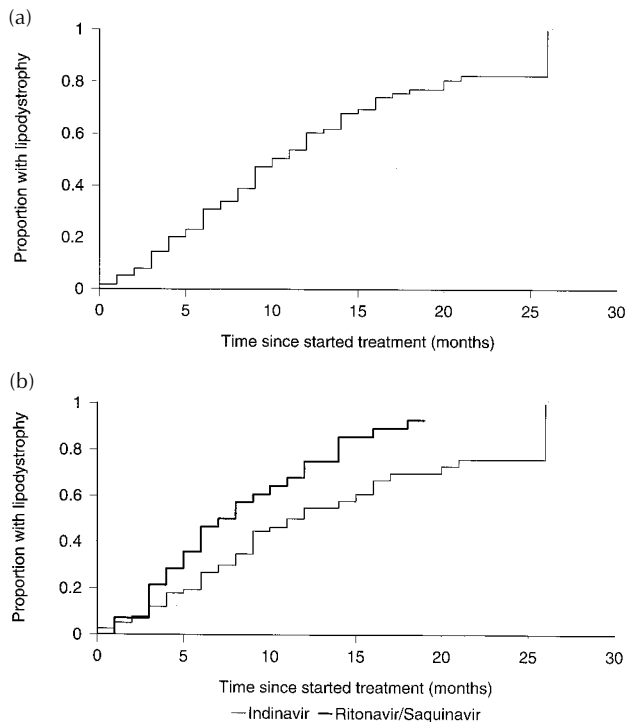 (a)
Proportion with lipodystrophy
1
0.8
0.6
0.4
0.2
0
0 5 10 15 20 25 30
Time since started treatment (months)
(b)
Proportion with lipodystrophy
1
0.8
0.6
0.4
0.2
0
0 5 10 15 20 25 30
Time since started treatment (months)
Indinavir Ritonavir/Saquinavir